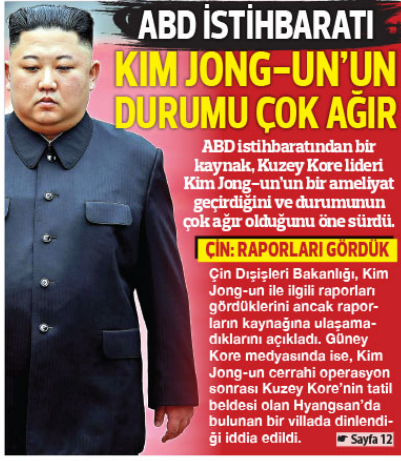 ABD İSTİHBARATI
KIM JONG-UN'UN
DURUMU ÇOK AĞIR
ABD istihbaratından bir
kaynak, Kuzey Kore lideri
Kim Jong-un'un bir ameliyat
geçirdiğini ve durumunun
çok ağır olduğunu öne sürdü.
ÇİN: RAPORLARI GÖRDÜK
Çin Dışişleri Bakanlığı, Kim
Jong-un ile ilgili raporları
gördüklerini ancak rapor-
ların kaynağına ulaşama-
dıklarını açıkladı. Güney
Kore medyasında ise, Kim
Jong-un cerrahi operasyon
sonrası Kuzey Kore'nin tatil
beldesi olan Hyangsan'da
bulunan bir villada dinlendi-
ği iddia edildi. ☛ Sayfa 12